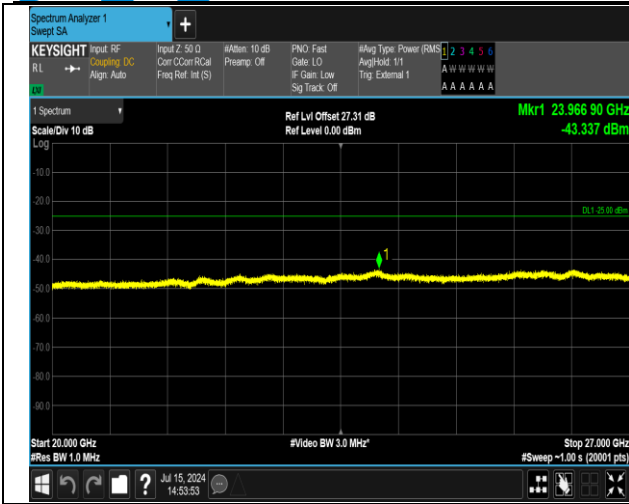 Spectrum Analyzer 1
Swept SA
+
KEYSIGHT Input: RF Input Z: 50 Ω #Atten: 10 dB PNO: Fast #Avg Type: Power (RMS 1 2 3 4 5 6
RL Coupling: DC Corr CCorr RCal Preamp: Off Gate: LO Avg|Hold: 1/1 A W W W W W
Align: Auto Freq Ref: Int (S) IF Gain: Low Trig: External 1
Sig Track: Off A A A A A A
LXI
1 Spectrum Ref Lvl Offset 27.31 dB Mkr1 23.966 90 GHz
Scale/Div 10 dB Ref Level 0.00 dBm -43.337 dBm
Log
-10.0
-20.0
DL1 -25.00 dBm
-30.0
-40.0
1
-50.0
-60.0
-70.0
-80.0
-90.0
Start 20.000 GHz #Video BW 3.0 MHz* Stop 27.000 GHz
#Res BW 1.0 MHz #Sweep ~1.00 s (20001 pts)
? Jul 15, 2024
14:53:53